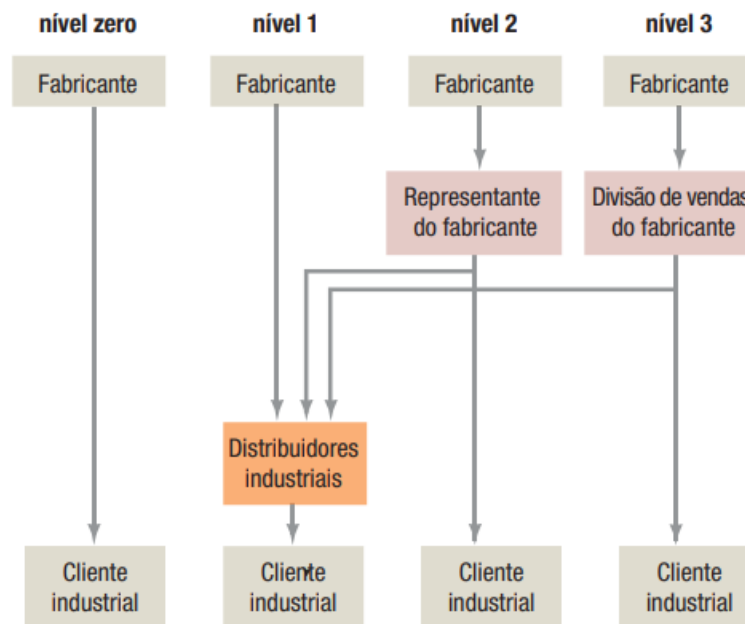 nível zero
nível 1
nível 2
nível 3
Fabricante
Fabricante
Fabricante
Fabricante
Representante
do fabricante
Divisão de vendas
do fabricante
Distribuidores
industriais
Cliente
industrial
Cliente
industrial
Cliente
industrial
Cliente
industrial